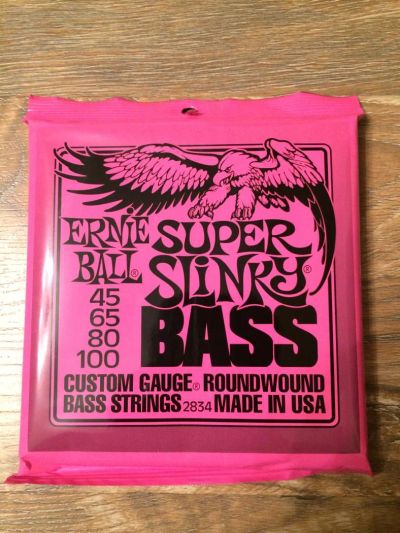 ERNIE BALL®
SUPER SLINKY®
BASS
45
65
80
100
CUSTOM GAUGE® ROUNDWOUND
BASS STRINGS 2834 MADE IN USA